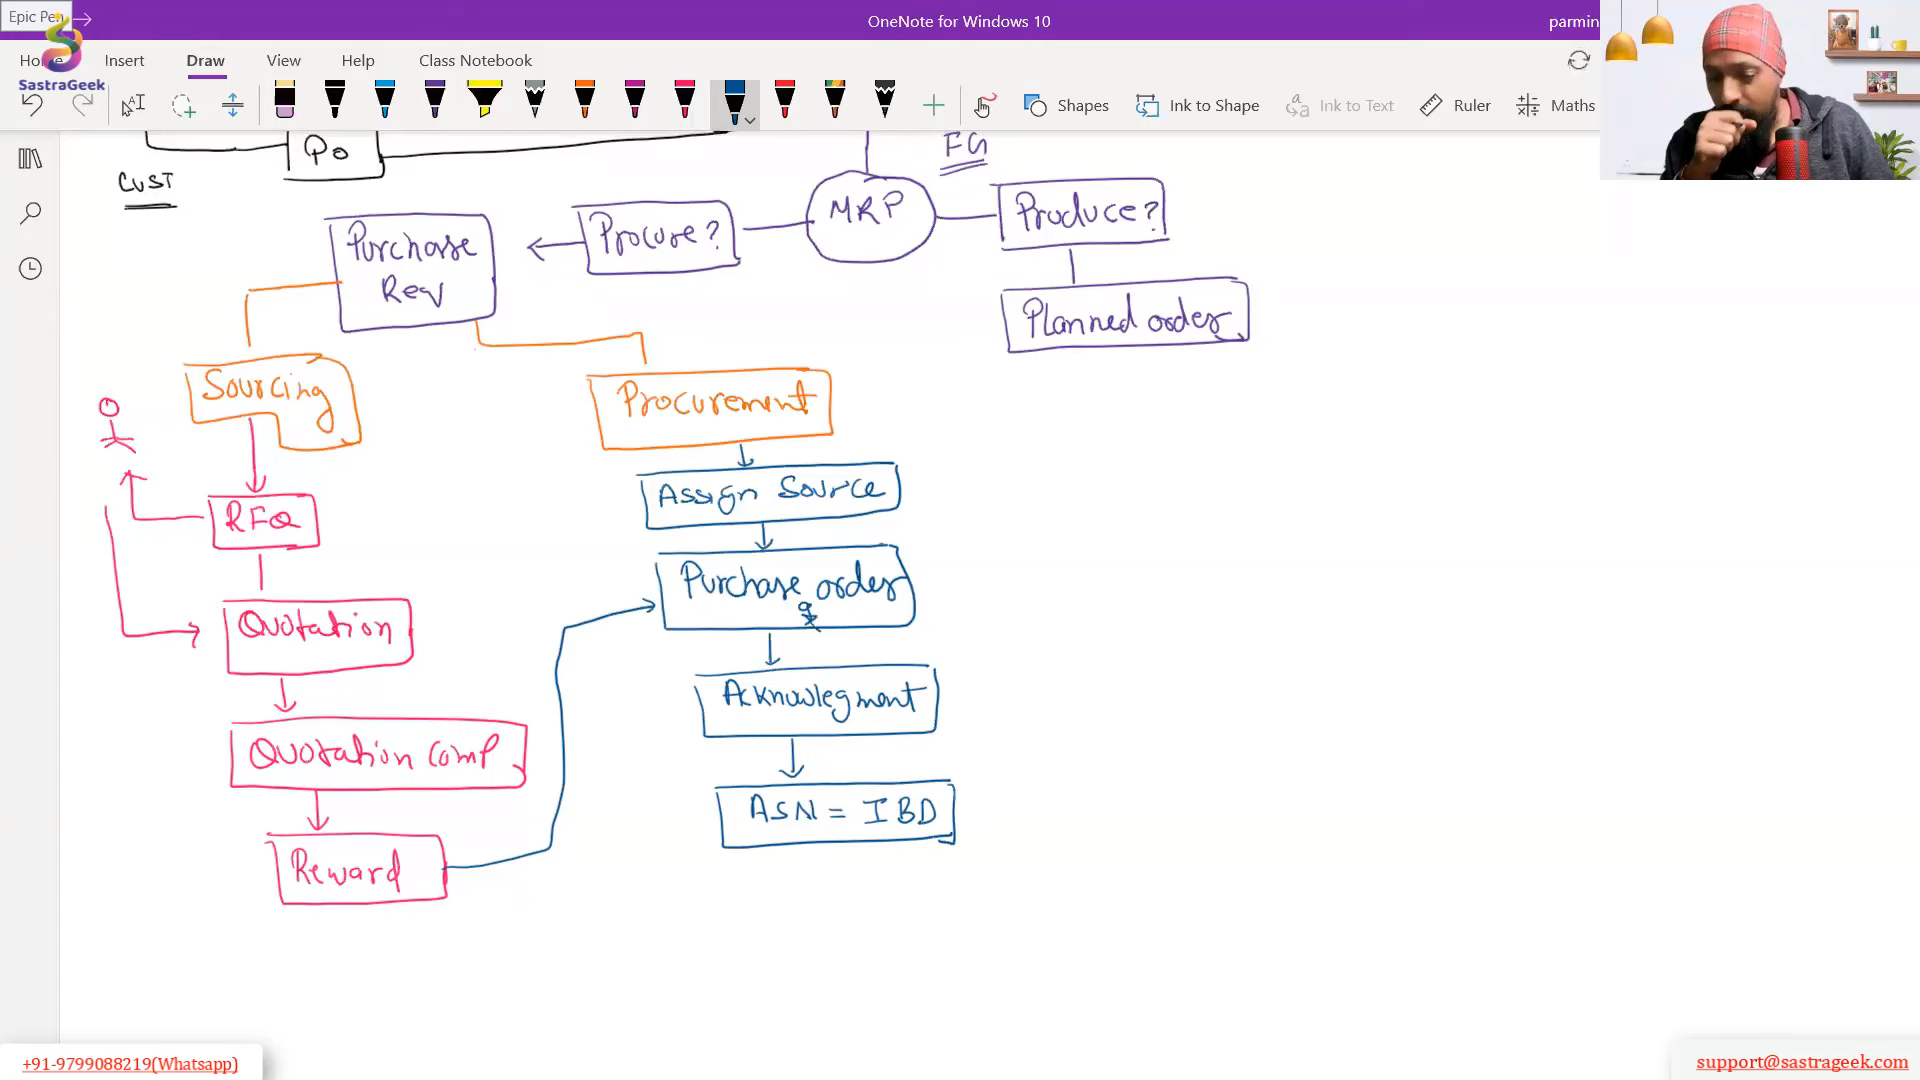 Epic Pen
OneNote for Windows 10
parmin
SastraGeek
Home
Insert
Draw
View
Help
Class Notebook
Shapes
Ink to Shape
Ink to Text
Ruler
Maths
PO
CUST
FG
MRP
Procure?
Produce?
Purchase
Req
Planned order
Sourcing
Procurement
Assign Source
RFQ
Purchase order
Quotation
Acknowlegment
Quotation Comp
ASN = IBD
Reward
+91-9799088219(Whatsapp)
support@sastrageek.com